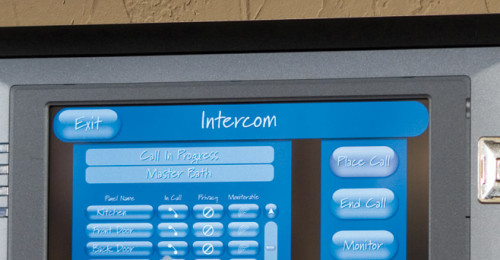 Exit
Intercom
Call In Progress
Master Bath
Place Call
End Call
Monitor
Panel Name In Call Privacy Monitorable
Kitchen
Front Door
Back Door